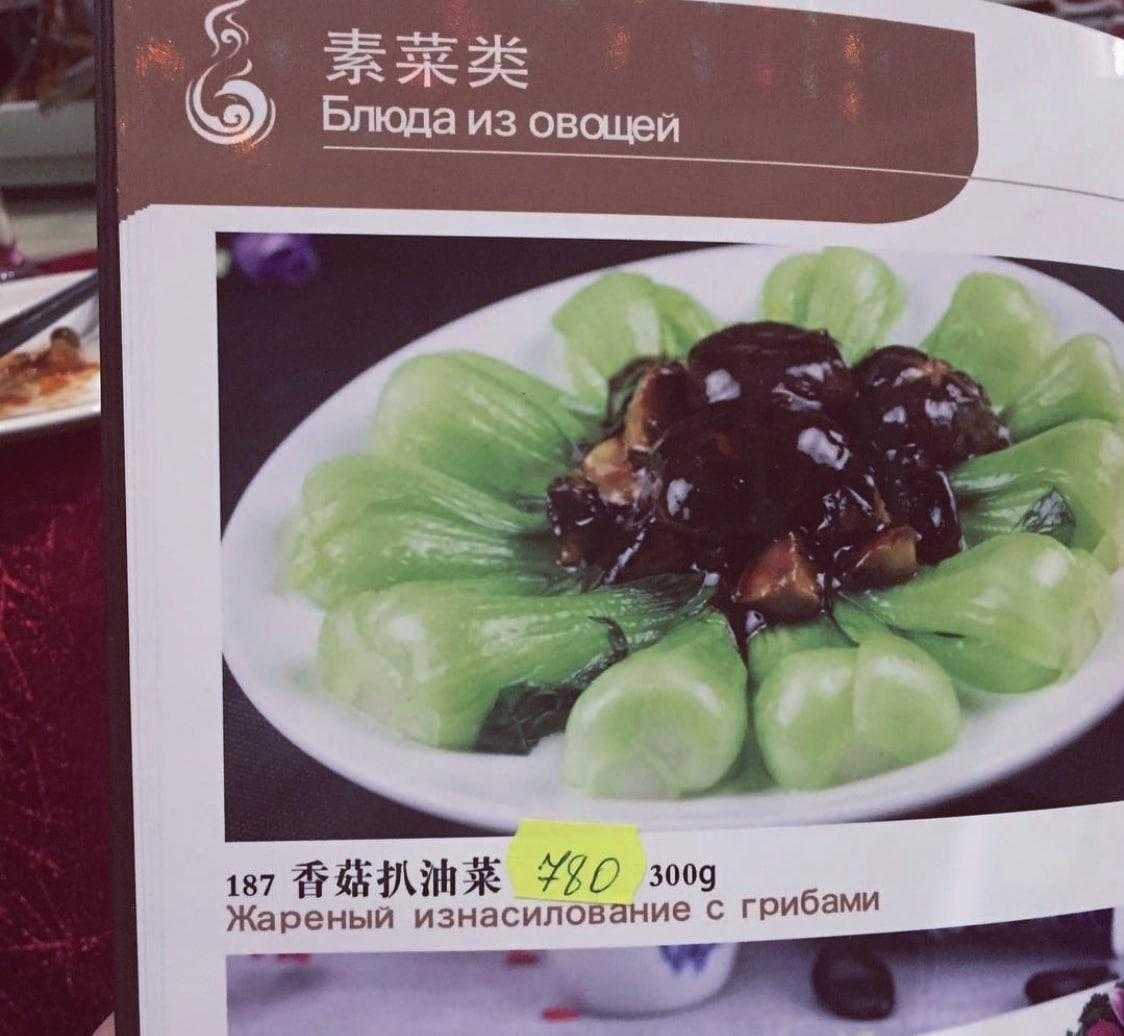 素菜类
Блюда из овощей
187 香菇扒油菜 780 300g
Жареный изнасилование с грибами